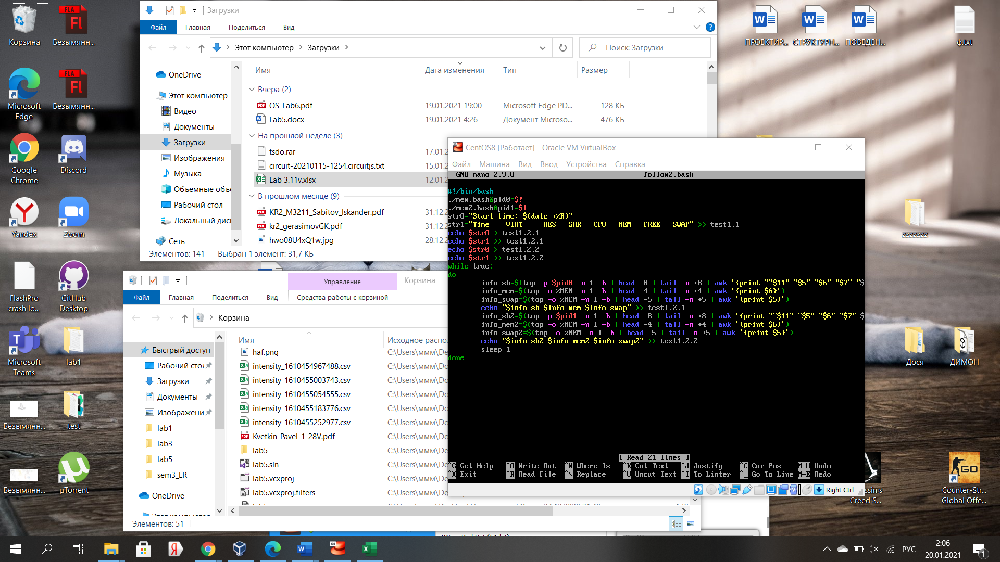 Корзина
Безымянн...
Microsoft Edge
Безымянн...
Google Chrome
Discord
Yandex
Zoom
FlashPro crash lo...
GitHub Desktop
Microsoft Teams
lab1
Безымянн...
test
Безымянн...
µTorrent
ПРОЕКТИР...
СТРУКТУРН...
ПОВЕДЕН...
ф.txt
zzzzzzz
Дося
ДИМОН
Creed S...
Counter-Str... Global Offe...
Загрузки
Файл Главная Поделиться Вид
Этот компьютер > Загрузки >
Поиск: Загрузки
OneDrive
Этот компьютер
Видео
Документы
Загрузки
Изображения
Музыка
Объемные объ
Рабочий стол
Локальный дис
Сеть
Имя Дата изменения Тип Размер
Вчера (2)
OS_Lab6.pdf 19.01.2021 19:00 Microsoft Edge PD... 128 КБ
Lab5.docx 19.01.2021 4:26 Документ Microso... 476 КБ
На прошлой неделе (3)
tsdo.rar 17.01.2
circuit-20210115-1254.circuitjs.txt 15.01.2
Lab 3.11v.xlsx 12.01.2
В прошлом месяце (9)
KR2_M3211_Sabitov_Iskander.pdf 31.12.2
kr2_gerasimovGK.pdf 31.12.2
hwo08U4xQ1w.jpg 28.12.2
Элементов: 141 Выбран 1 элемент: 31,7 КБ
Управление Корзина
Файл Главная Поделиться Вид Средства работы с корзиной
Корзина
Быстрый доступ
Рабочий стол
Загрузки
Документы
Изображени
lab1
lab3
lab5
sem3_LR
OneDrive
Имя Исходное распо.
haf.png C:\Users\ммм\Dc
intensity_1610454967488.csv C:\Users\ммм\Dc
intensity_1610455003743.csv C:\Users\ммм\Dc
intensity_1610455054555.csv C:\Users\ммм\Dc
intensity_1610455183776.csv C:\Users\ммм\Dc
intensity_1610455252977.csv C:\Users\ммм\Dc
Kvetkin_Pavel_1_28V.pdf C:\Users\ммм\Dc
lab5 C:\Users\ммм\De
lab5.sln C:\Users\ммм\De
lab5.vcxproj C:\Users\ммм\De
lab5.vcxproj.filters C:\Users\ммм\De
Элементов: 51
CentOS8 [Работает] - Oracle VM VirtualBox
Файл Машина Вид Ввод Устройства Справка
GNU nano 2.9.8 follow2.bash
#!/bin/bash
./mem.bash&pid0=$!
./mem2.bash&pid1=$!
str0="Start time: $(date +%R)"
str1="Time VIRT RES SHR CPU MEM FREE SWAP" >> test1.1
echo $str0 > test1.2.1
echo $str1 >> test1.2.1
echo $str0 > test1.2.2
echo $str1 >> test1.2.2
while true;
do
info_sh=$(top -p $pid0 -n 1 -b | head -8 | tail -n +8 | awk '{print ""$11" "$5" "$6" "$7" "$
info_mem=$(top -o %MEM -n 1 -b | head -4 | tail -n +4 | awk '{print $6}')
info_swap=$(top -o %MEM -n 1 -b | head -5 | tail -n +5 | awk '{print $5}')
echo "$info_sh $info_mem $info_swap" >> test1.2.1
info_sh2=$(top -p $pid1 -n 1 -b | head -8 | tail -n +8 | awk '{print ""$11" "$5" "$6" "$7" $
info_mem2=$(top -o %MEM -n 1 -b | head -4 | tail -n +4 | awk '{print $6}')
info_swap2=$(top -o %MEM -n 1 -b | head -5 | tail -n +5 | awk '{print $5}')
echo "$info_sh2 $info_mem2 $info_swap2" >> test1.2.2
sleep 1
done
[ Read 21 lines ]
^G Get Help ^O Write Out ^W Where Is ^K Cut Text ^J Justify ^C Cur Pos M-U Undo
^X Exit ^R Read File ^\ Replace ^U Uncut Text ^T To Linter ^_ Go To Line M-E Redo
Right Ctrl
РУС
2:06
20.01.2021
1